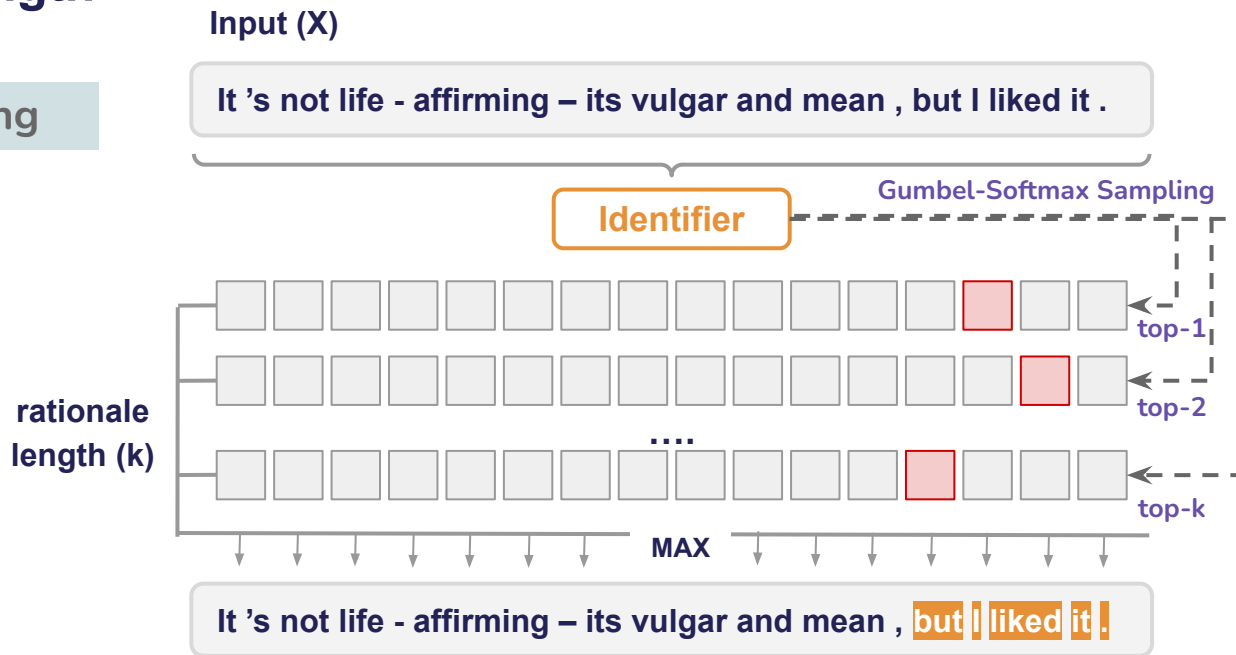 Input (X)
It 's not life - affirming – its vulgar and mean , but I liked it .
Gumbel-Softmax Sampling
Identifier
top-1
top-2
rationale
length (k)
....
top-k
MAX
It 's not life - affirming – its vulgar and mean , but I liked it .